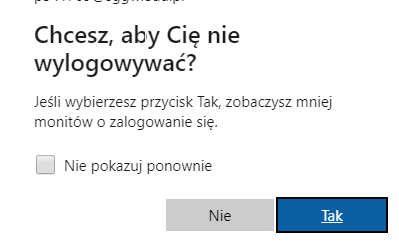 Chcesz, aby Cię nie
wylogowywać?
Jeśli wybierzesz przycisk Tak, zobaczysz mniej
monitów o zalogowanie się.
Nie pokazuj ponownie
Nie
Tak